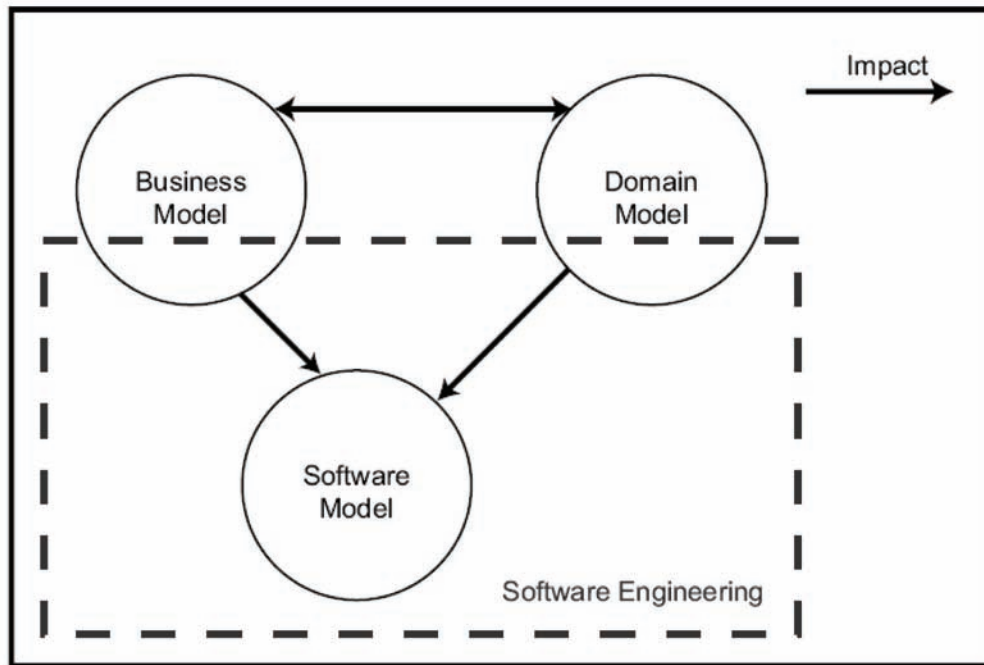 Impact
Business
Model
Domain
Model
Software
Model
Software Engineering